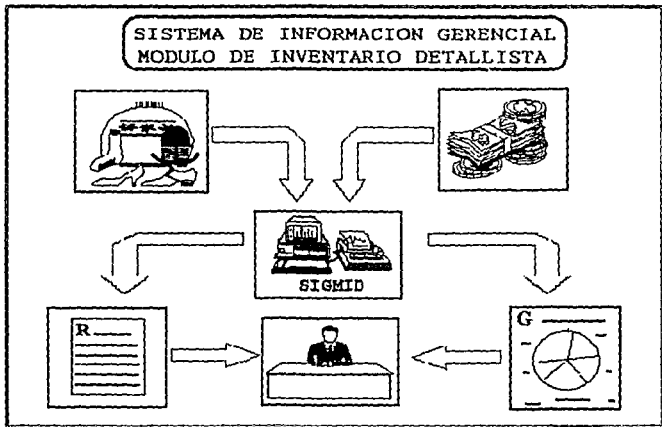 SISTEMA DE INFORMACION GERENCIAL
MODULO DE INVENTARIO DETALLISTA
SIGMID
R
G